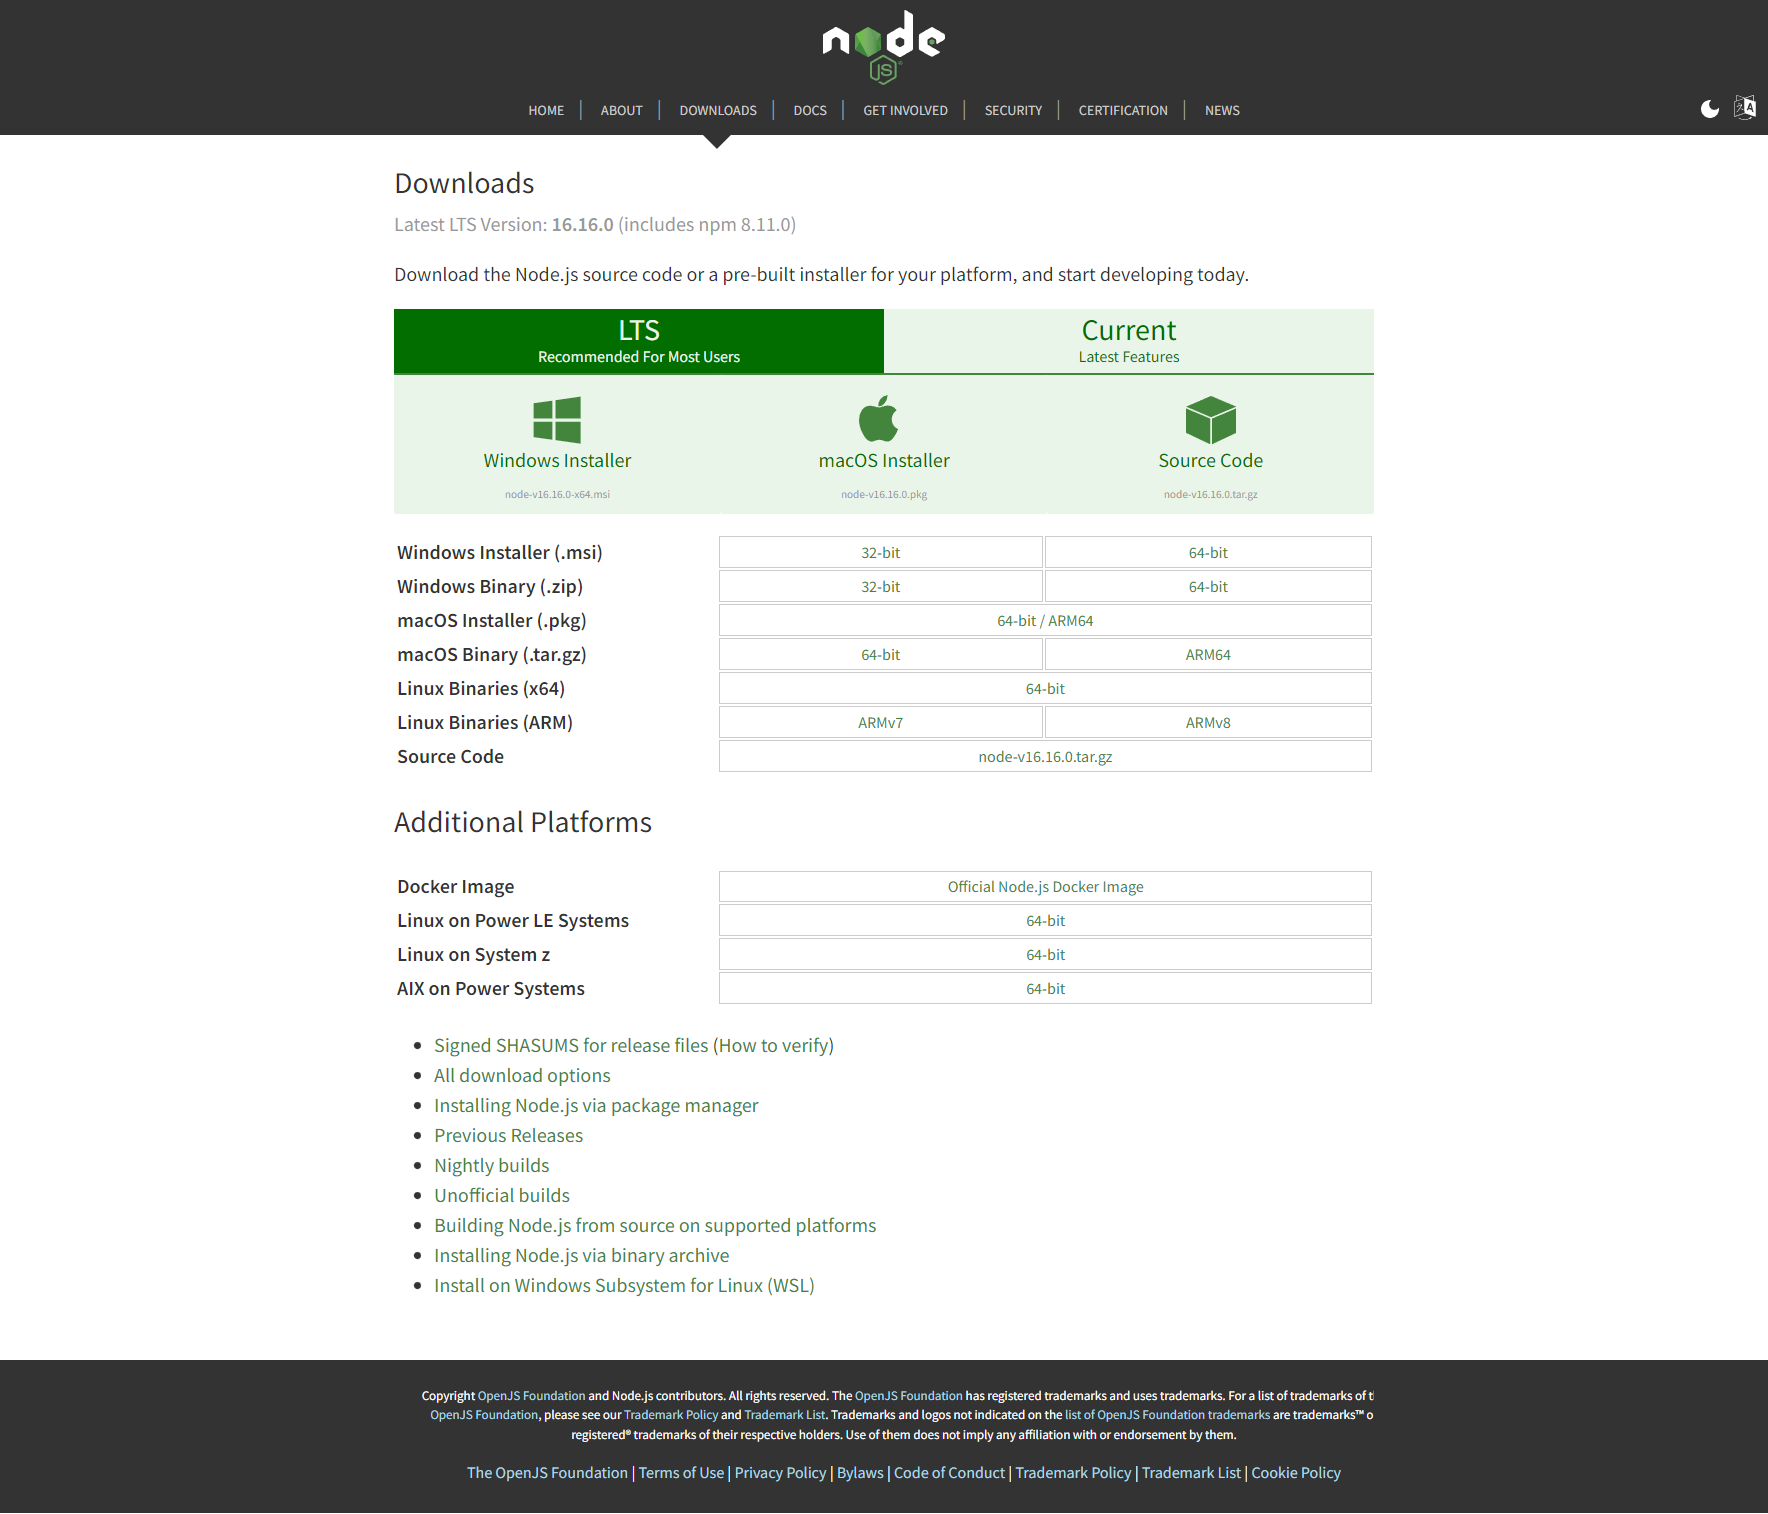 node
JS
HOME | ABOUT | DOWNLOADS | DOCS | GET INVOLVED | SECURITY | CERTIFICATION | NEWS
Downloads
Latest LTS Version: 16.16.0 (includes npm 8.11.0)
Download the Node.js source code or a pre-built installer for your platform, and start developing today.
LTS
Recommended For Most Users
Current
Latest Features
Windows Installer
node-v16.16.0-x64.msi
macOS Installer
node-v16.16.0.pkg
Source Code
node-v16.16.0.tar.gz
Windows Installer (.msi) 32-bit 64-bit
Windows Binary (.zip) 32-bit 64-bit
macOS Installer (.pkg) 64-bit / ARM64
macOS Binary (.tar.gz) 64-bit ARM64
Linux Binaries (x64) 64-bit
Linux Binaries (ARM) ARMv7 ARMv8
Source Code node-v16.16.0.tar.gz
Additional Platforms
Docker Image Official Node.js Docker Image
Linux on Power LE Systems 64-bit
Linux on System z 64-bit
AIX on Power Systems 64-bit
Signed SHASUMS for release files (How to verify)
All download options
Installing Node.js via package manager
Previous Releases
Nightly builds
Unofficial builds
Building Node.js from source on supported platforms
Installing Node.js via binary archive
Install on Windows Subsystem for Linux (WSL)
Copyright OpenJS Foundation and Node.js contributors. All rights reserved. The OpenJS Foundation has registered trademarks and uses trademarks. For a list of trademarks of
OpenJS Foundation, please see our Trademark Policy and Trademark List. Trademarks and logos not indicated on the list of OpenJS Foundation trademarks are trademarks™
registered® trademarks of their respective holders. Use of them does not imply any affiliation with or endorsement by them.
The OpenJS Foundation | Terms of Use | Privacy Policy | Bylaws | Code of Conduct | Trademark Policy | Trademark List | Cookie Policy